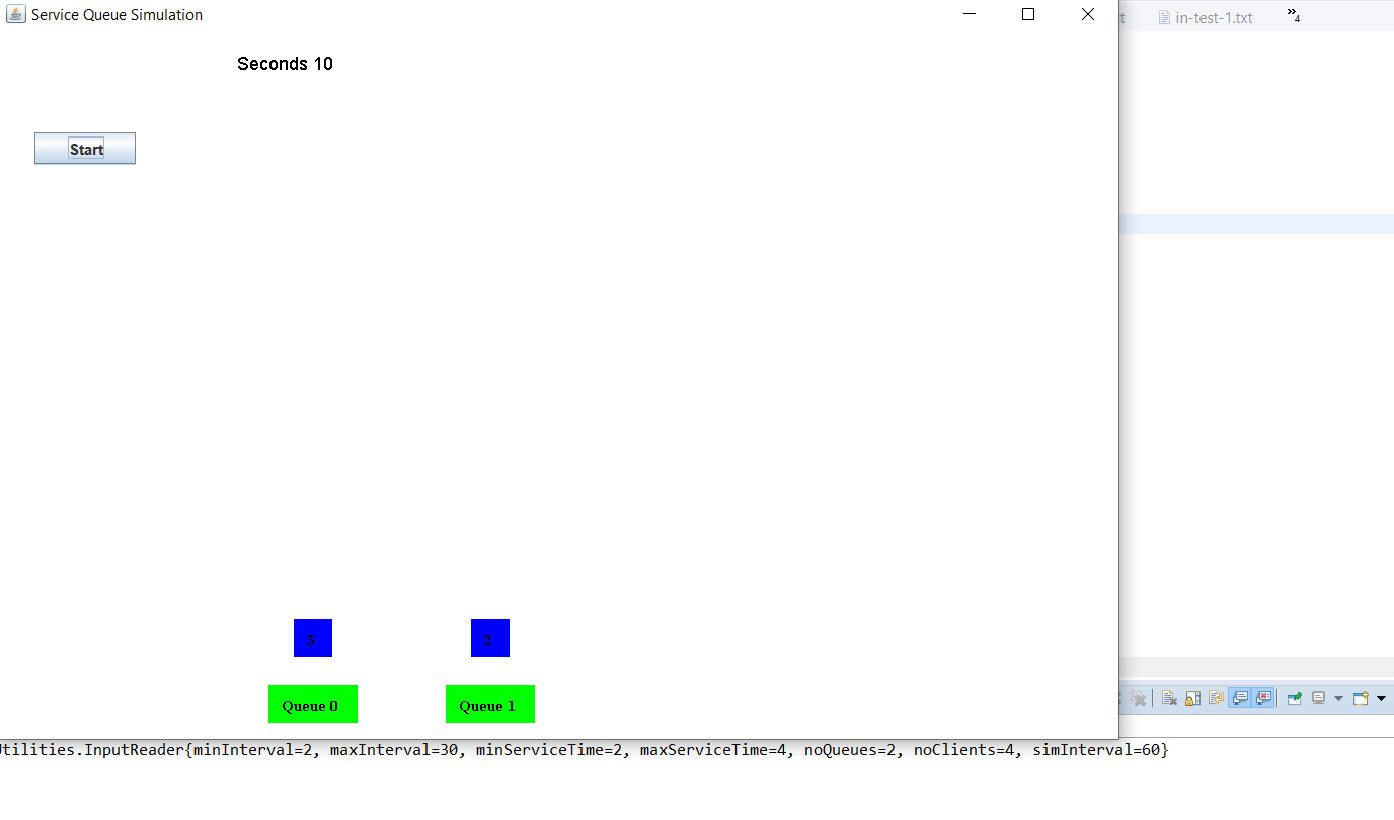 Service Queue Simulation
in-test-1.txt
4
Seconds 10
Start
3
2
Queue 0
Queue 1
Utilities.InputReader{minInterval=2, maxInterval=30, minServiceTime=2, maxServiceTime=4, noQueues=2, noClients=4, simInterval=60}